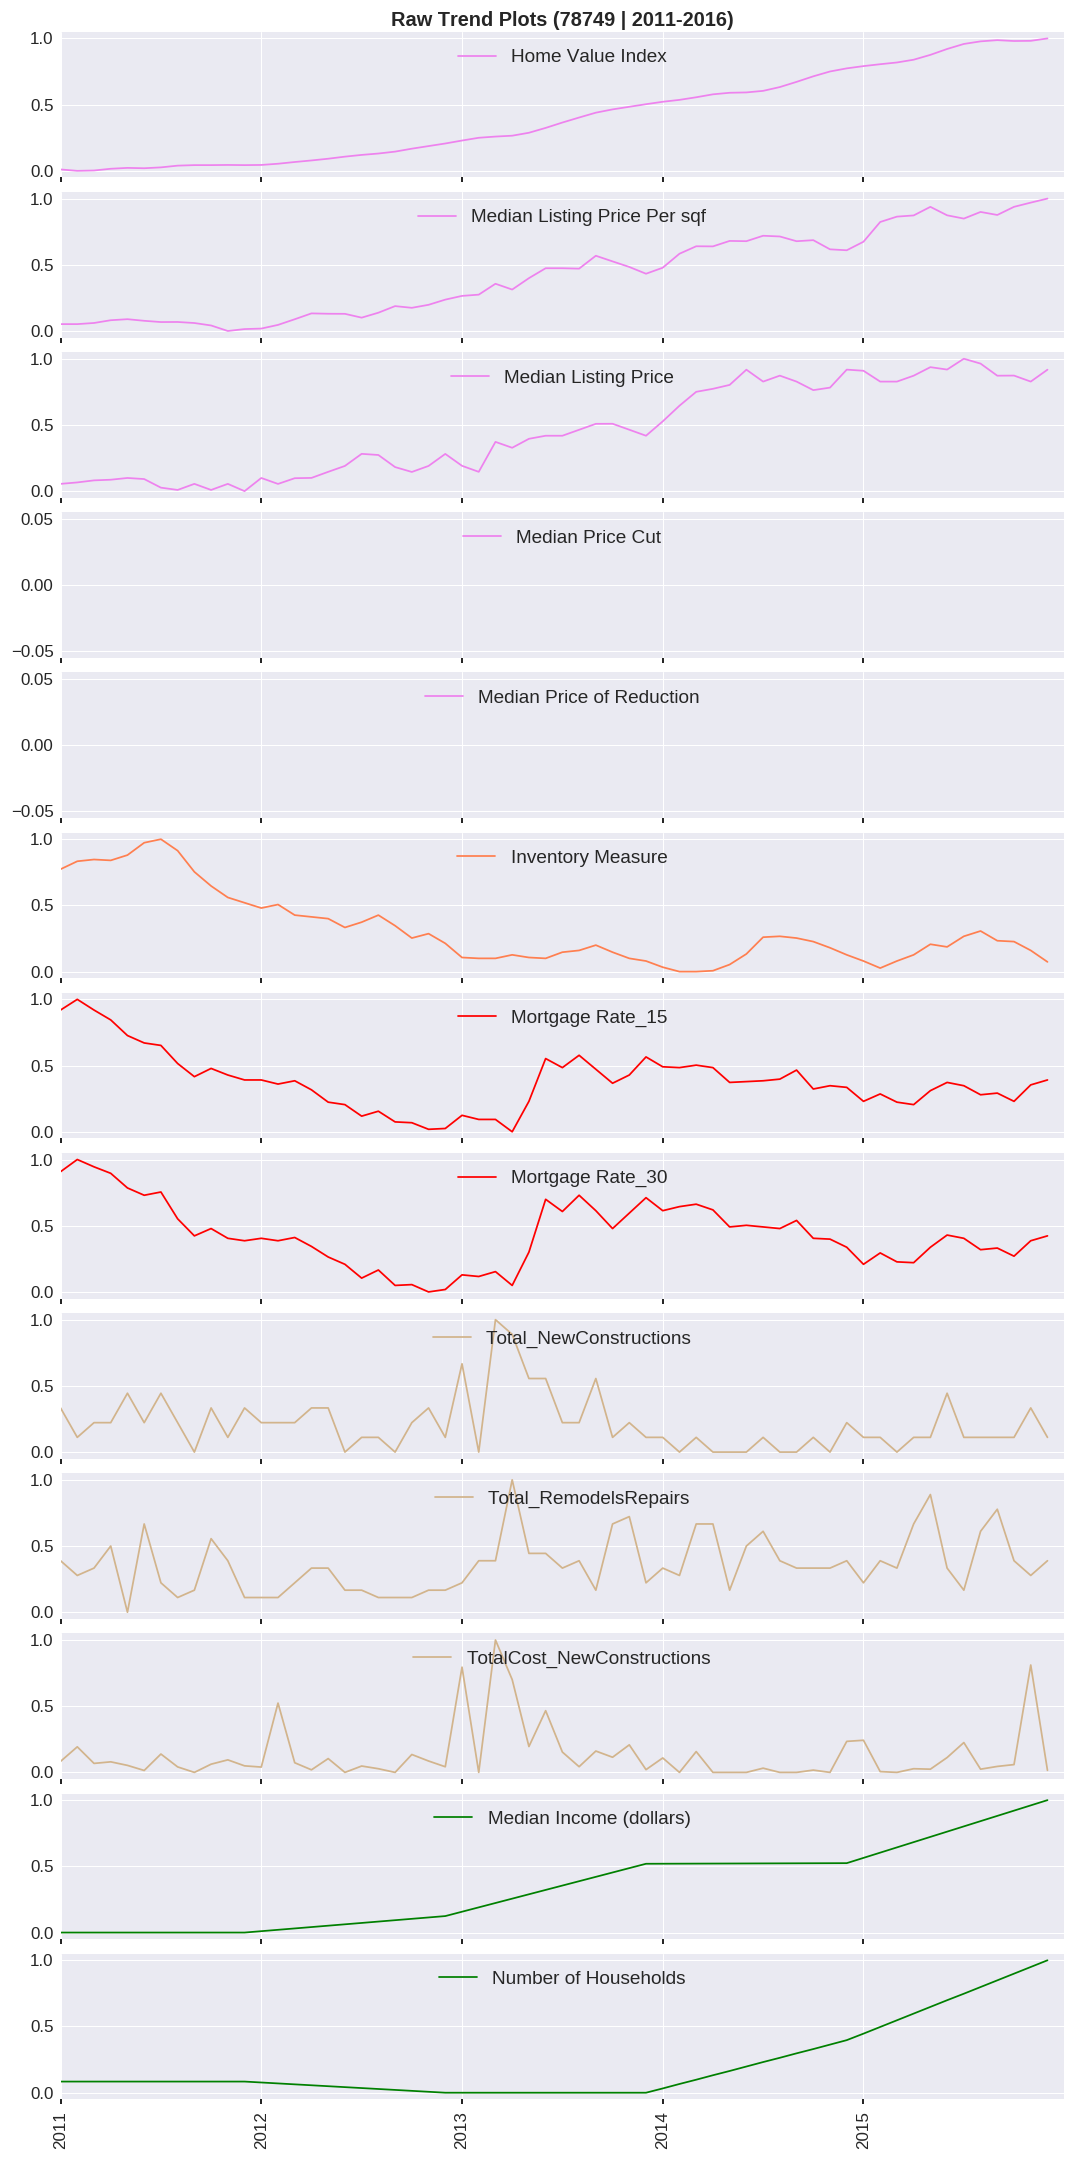 Raw Trend Plots (78749 | 2011-2016)
1.0
Home Value Index
0.5
0.0
1.0
Median Listing Price Per sqf
0.5
0.0
1.0
Median Listing Price
0.5
0.0
0.05
Median Price Cut
0.00
−0.05
0.05
Median Price of Reduction
0.00
−0.05
1.0
Inventory Measure
0.5
0.0
1.0
Mortgage Rate_15
0.5
0.0
1.0
Mortgage Rate_30
0.5
0.0
1.0
Total_NewConstructions
0.5
0.0
1.0
Total_RemodelsRepairs
0.5
0.0
1.0
TotalCost_NewConstructions
0.5
0.0
1.0
Median Income (dollars)
0.5
0.0
1.0
Number of Households
0.5
0.0
2011 2012 2013 2014 2015